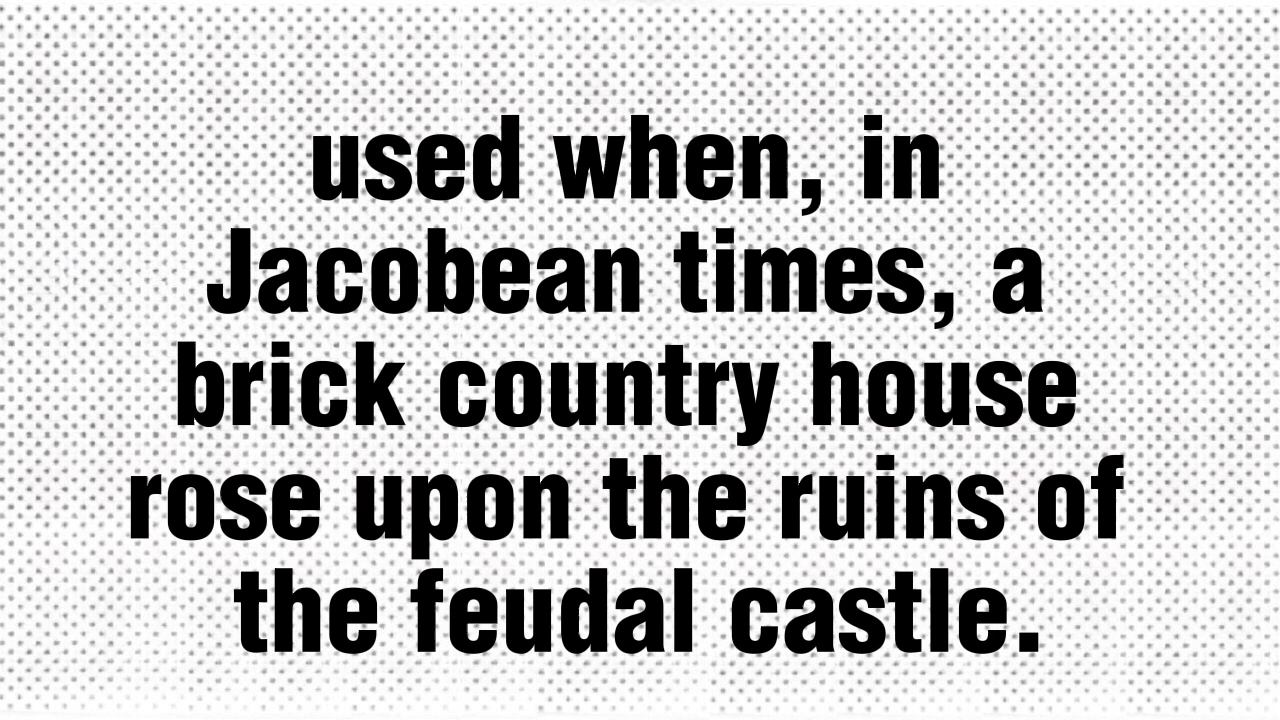 used when, in
Jacobean times, a
brick country house
rose upon the ruins of
the feudal castle.